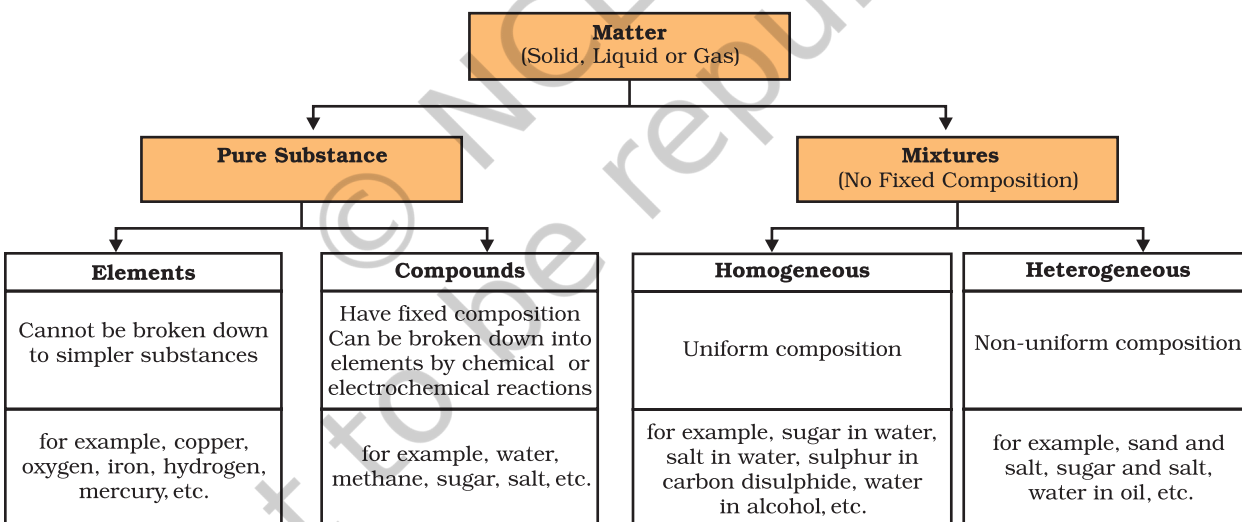 Matter
(Solid, Liquid or Gas)
Pure Substance
Mixtures
(No Fixed Composition)
Elements
Cannot be broken down
to simpler substances
for example, copper,
oxygen, iron, hydrogen,
mercury, etc.
Compounds
Have fixed composition
Can be broken down into
elements by chemical or
electrochemical reactions
for example, water,
methane, sugar, salt, etc.
Homogeneous
Uniform composition
for example, sugar in water,
salt in water, sulphur in
carbon disulphide, water
in alcohol, etc.
Heterogeneous
Non-uniform composition
for example, sand and
salt, sugar and salt,
water in oil, etc.
©
to be